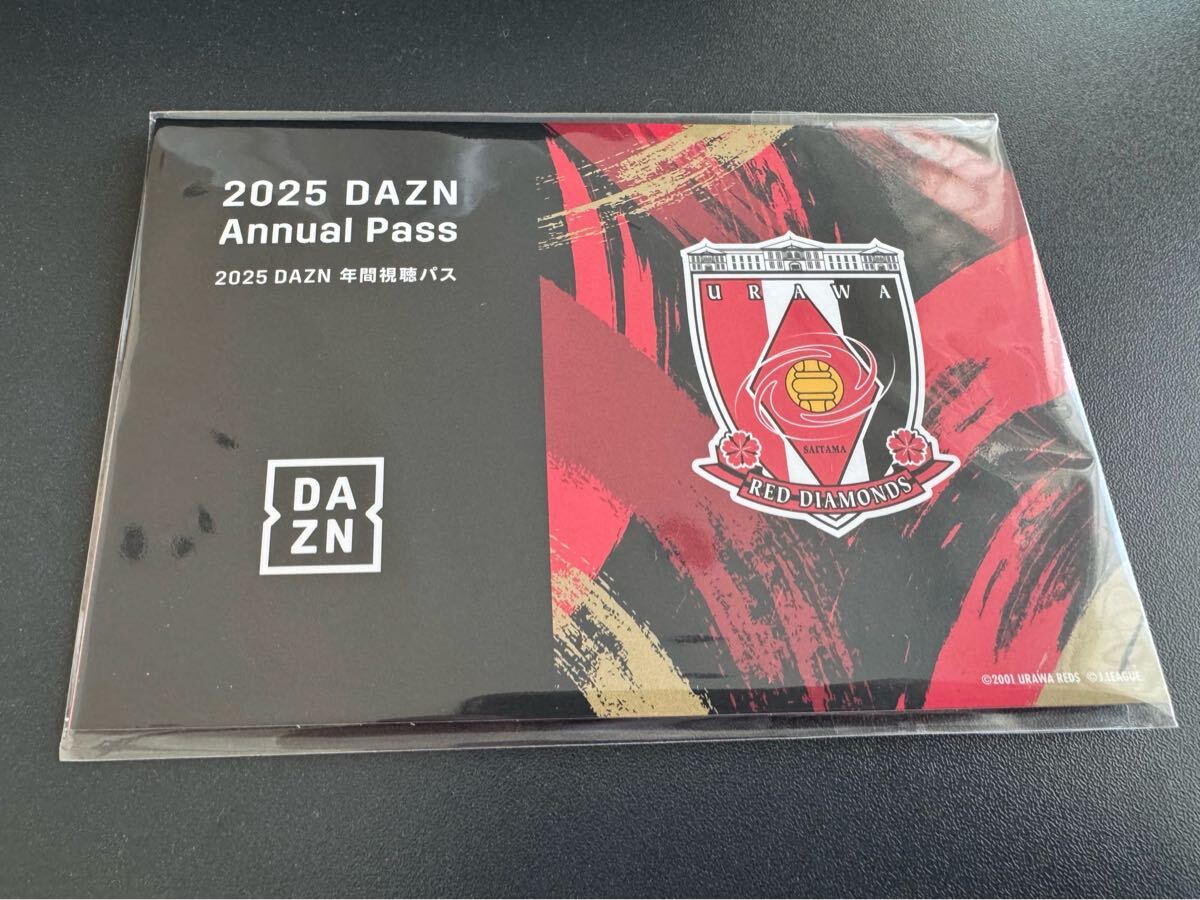 2025 DAZN
Annual Pass
2025 DAZN 年間視聴パス
DA
ZN
URAWA
SAITAMA
RED DIAMONDS
©2001 URAWA REDS ©J.LEAGUE